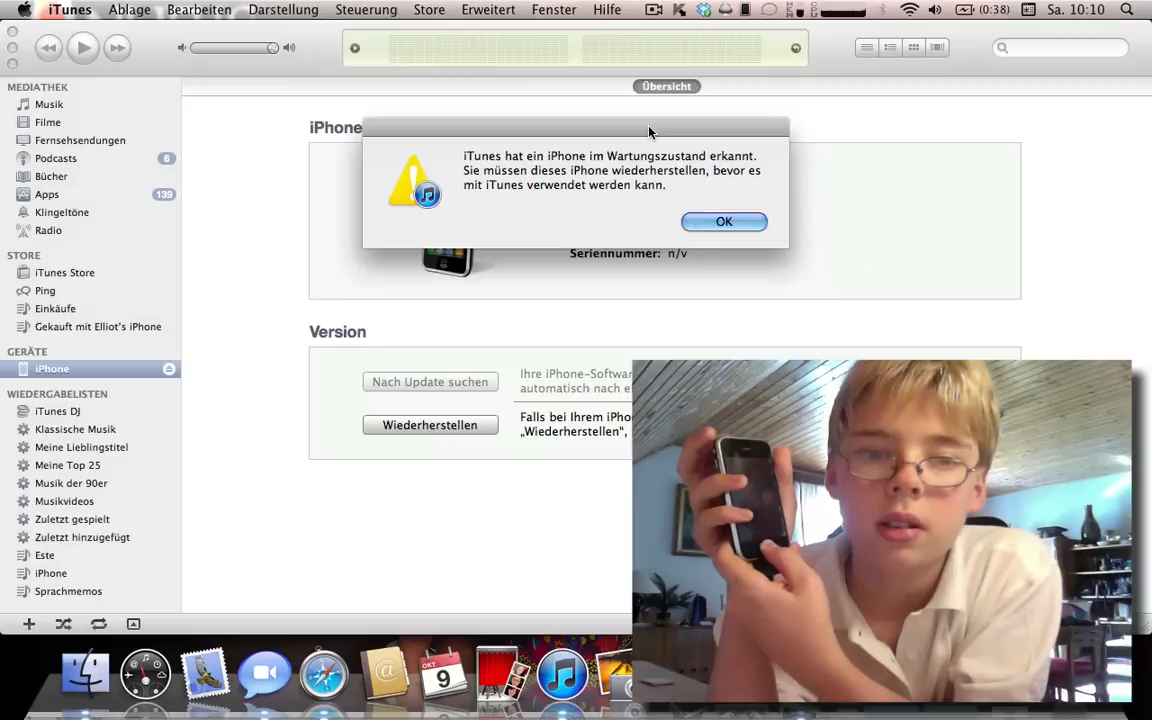 iTunes Ablage Bearbeiten Darstellung Steuerung Store Erweitert Fenster Hilfe (0:38) Sa. 10:10
MEDIATHEK
Musik
Filme
Fernsehsendungen
Podcasts 6
Bücher
Apps 139
Klingeltöne
Radio
STORE
iTunes Store
Ping
Einkäufe
Gekauft mit Elliot's iPhone
GERÄTE
iPhone
WIEDERGABELISTEN
iTunes DJ
Klassische Musik
Meine Lieblingstitel
Meine Top 25
Musik der 90er
Musikvideos
Zuletzt gespielt
Zuletzt hinzugefügt
Este
iPhone
Sprachmemos
Übersicht
iPhone
iTunes hat ein iPhone im Wartungszustand erkannt.
Sie müssen dieses iPhone wiederherstellen, bevor es
mit iTunes verwendet werden kann.
OK
Seriennummer: n/v
Version
Nach Update suchen
Ihre iPhone-Softwa
automatisch nach e
Wiederherstellen
Falls bei Ihrem iPho
„Wiederherstellen",
OKT
9